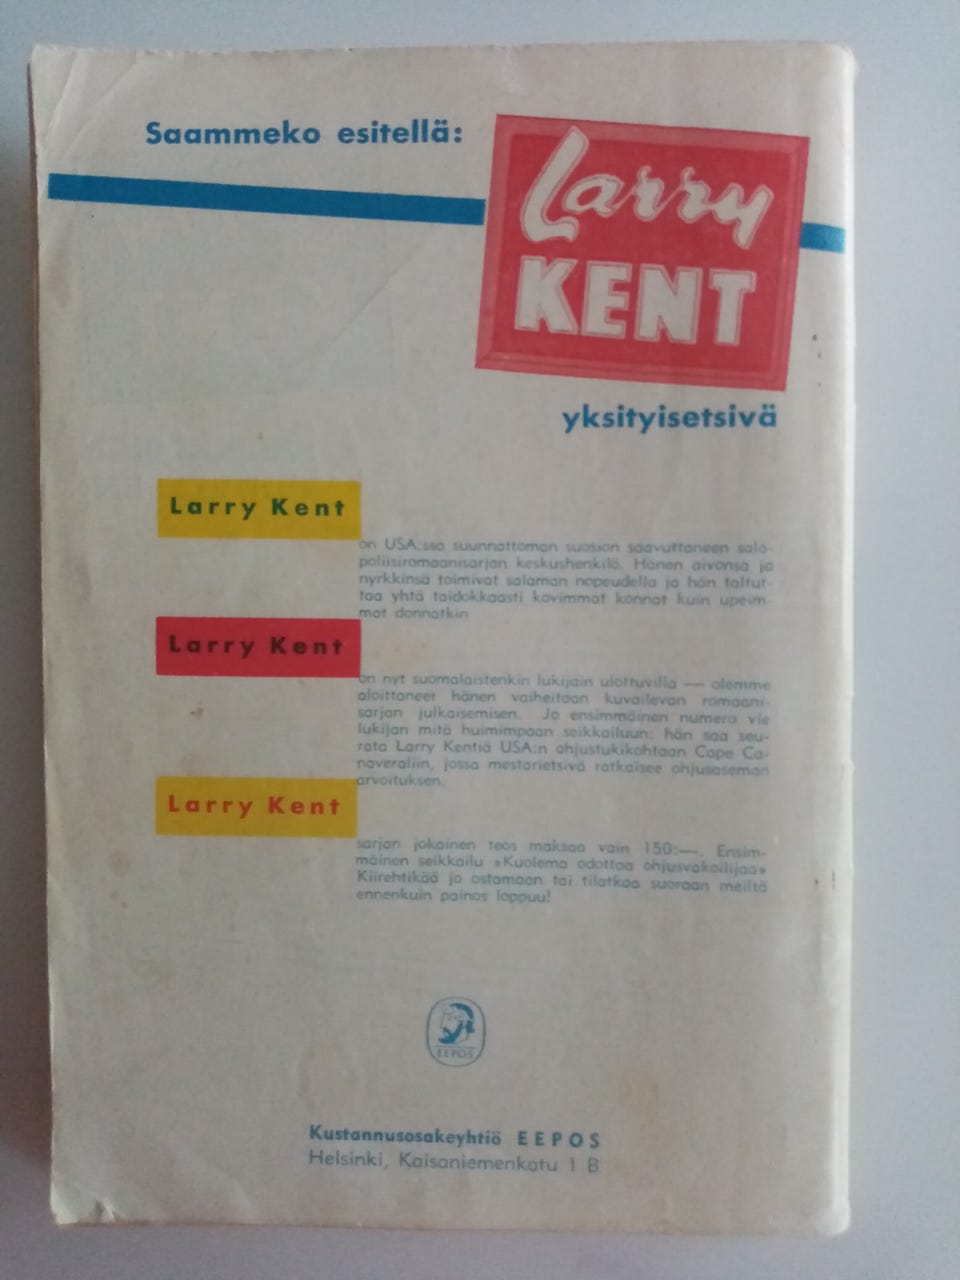 Saammeko esitellä:
Larry
KENT
yksityisetsivä
Larry Kent
on USA:ssa suunnattoman suosion saavuttaneen sala-
poliisiromaanisarjan keskushenkilö. Hänen aivonsa ja
nyrkkinsä toimivat salaman nopeudella ja hän taltut-
taa yhtä taidokkaasti kovimmat konnat kuin upeim-
mat donnatkin
Larry Kent
on nyt suomalaistenkin lukijain ulottuvilla — olemme
aloittaneet hänen vaiheitaan kuvailevan romaani-
sarjan julkaisemisen. Jo ensimmäinen numero vie
lukijan mitä huimimpaan seikkailuun: hän saa seu-
rata Larry Kentiä USA:n ohjustukikohtaan Cape Ca-
naveraliin, jossa mestarietsivä ratkaisee ohjusaseman
arvoituksen.
Larry Kent
sarjan jokainen teos maksaa vain 150:—. Ensim-
mäinen seikkailu »Kuolema odottaa ohjusvakoilijaa»
Kiirehtikää jo ostamaan tai tilatkaa suoraan meiltä
ennenkuin painos loppuu!
EEPOS
Kustannusosakeyhtiö EEPOS
Helsinki, Kaisaniemenkatu 1 B